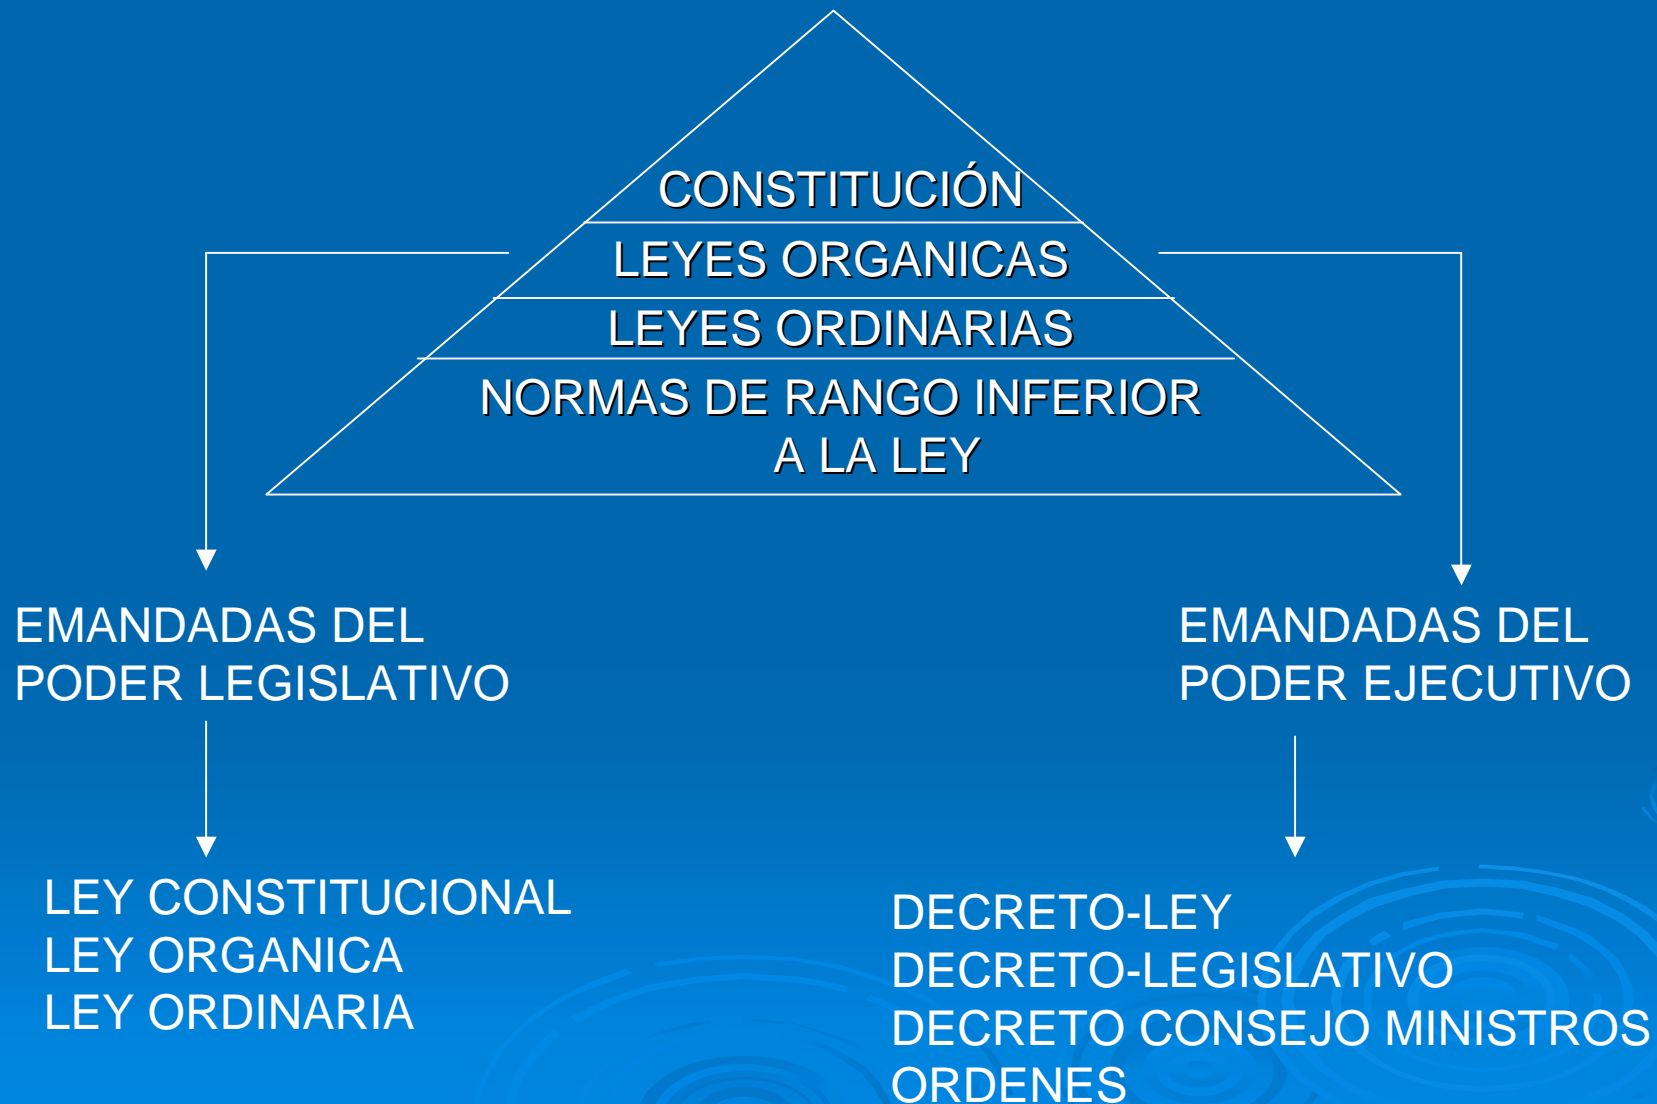 CONSTITUCIÓN
LEYES ORGANICAS
LEYES ORDINARIAS
NORMAS DE RANGO INFERIOR
A LA LEY
EMANDADAS DEL
PODER LEGISLATIVO
EMANDADAS DEL
PODER EJECUTIVO
LEY CONSTITUCIONAL
LEY ORGANICA
LEY ORDINARIA
DECRETO-LEY
DECRETO-LEGISLATIVO
DECRETO CONSEJO MINISTROS
ORDENES